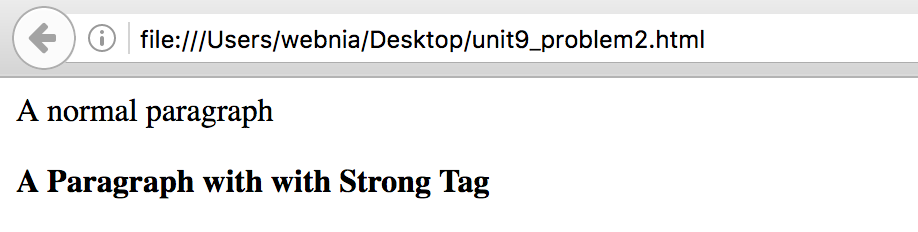 file:///Users/webnia/Desktop/unit9_problem2.html
A normal paragraph
A Paragraph with with Strong Tag